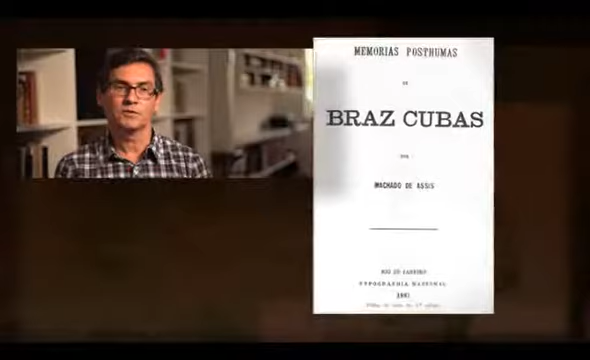 MEMORIAS POSTHUMAS
DE
BRAZ CUBAS
POR
MACHADO DE ASSIS
RIO DE JANEIRO
TYPOGRAPHIA NACIONAL
1881